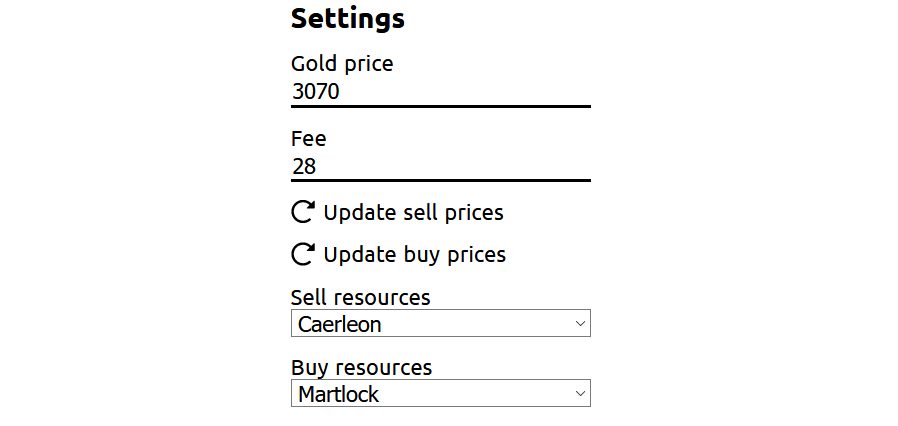 Settings
Gold price
3070
Fee
28
Update sell prices
Update buy prices
Sell resources
Caerleon
Buy resources
Martlock